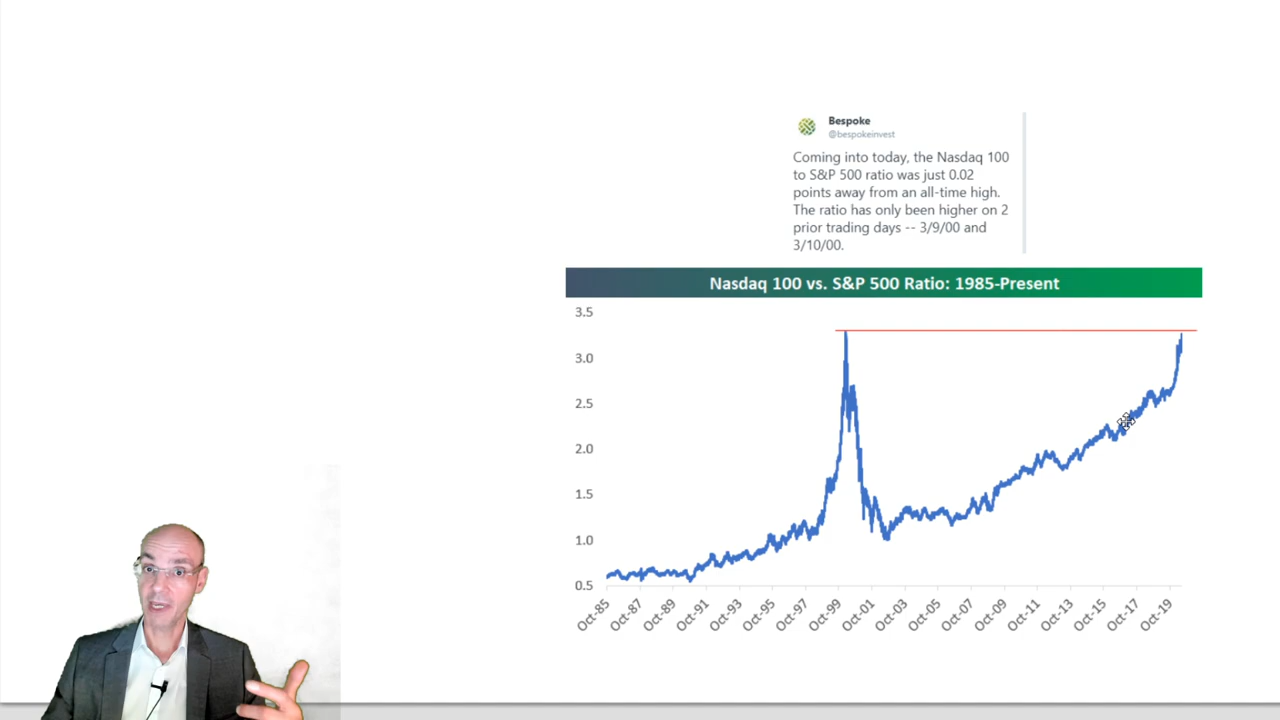 Bespoke
@bespokeinvest
Coming into today, the Nasdaq 100
to S&P 500 ratio was just 0.02
points away from an all-time high.
The ratio has only been higher on 2
prior trading days -- 3/9/00 and
3/10/00.
Nasdaq 100 vs. S&P 500 Ratio: 1985-Present
3.5
3.0
2.5
2.0
1.5
1.0
0.5
Oct-85 Oct-87 Oct-89 Oct-91 Oct-93 Oct-95 Oct-97 Oct-99 Oct-01 Oct-03 Oct-05 Oct-07 Oct-09 Oct-11 Oct-13 Oct-15 Oct-17 Oct-19